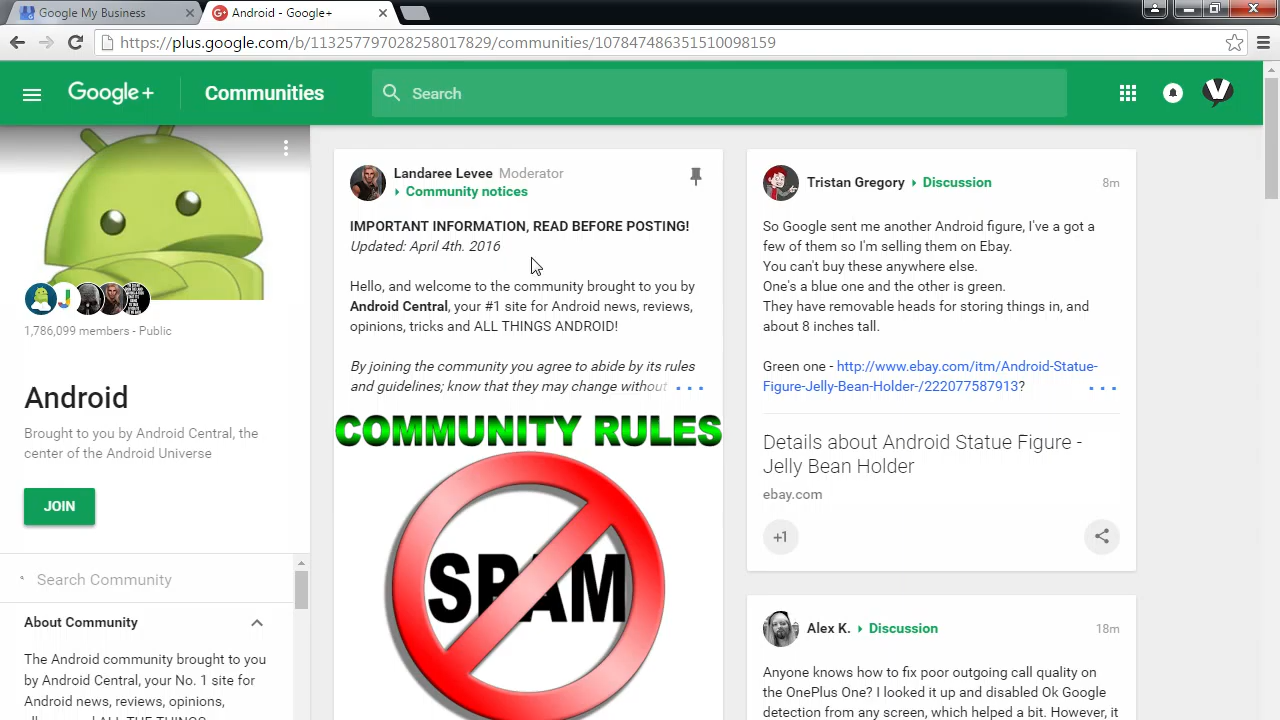 Google My Business
Android - Google+
https://plus.google.com/b/113257797028258017829/communities/107847486351510098159
Google+
Communities
Search
1,786,099 members - Public
Android
Brought to you by Android Central, the
center of the Android Universe
JOIN
Search Community
About Community
The Android community brought to you
by Android Central, your No. 1 site for
Android news, reviews, opinions,
Landaree Levee Moderator
Community notices
IMPORTANT INFORMATION, READ BEFORE POSTING!
Updated: April 4th. 2016
Hello, and welcome to the community brought to you by
Android Central, your #1 site for Android news, reviews,
opinions, tricks and ALL THINGS ANDROID!
By joining the community you agree to abide by its rules
and guidelines; know that they may change without ...
COMMUNITY RULES
SPAM
Tristan Gregory Discussion 8m
So Google sent me another Android figure, I've a got a
few of them so I'm selling them on Ebay.
You can't buy these anywhere else.
One's a blue one and the other is green.
They have removable heads for storing things in, and
about 8 inches tall.
Green one - http://www.ebay.com/itm/Android-Statue-
Figure-Jelly-Bean-Holder-/222077587913? ...
Details about Android Statue Figure -
Jelly Bean Holder
ebay.com
+1
Alex K. Discussion 18m
Anyone knows how to fix poor outgoing call quality on
the OnePlus One? I looked it up and disabled Ok Google
detection from any screen, which helped a bit. However, it